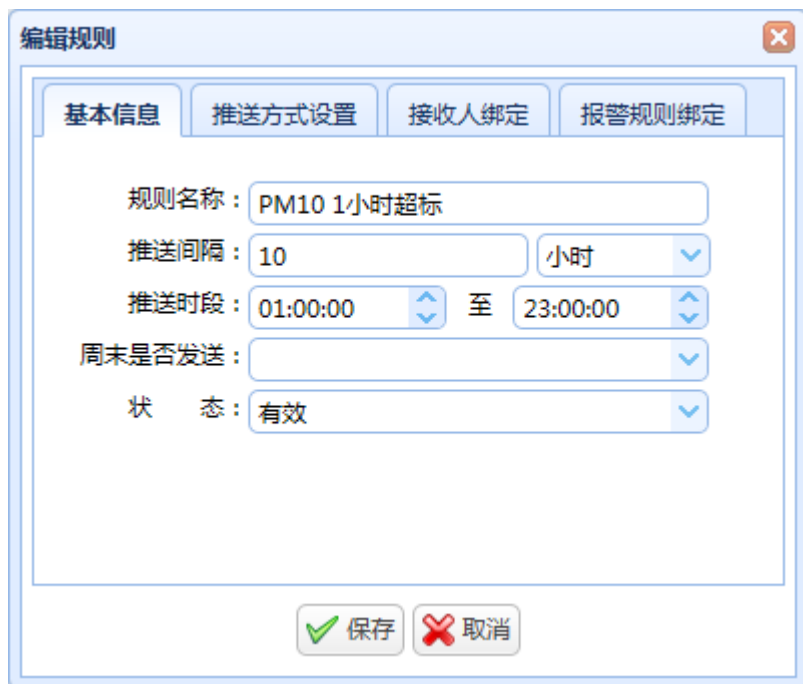 编辑规则
基本信息 推送方式设置 接收人绑定 报警规则绑定
规则名称： PM10 1小时超标
推送间隔： 10 小时
推送时段： 01:00:00 至 23:00:00
周末是否发送：
状 态： 有效
保存 取消